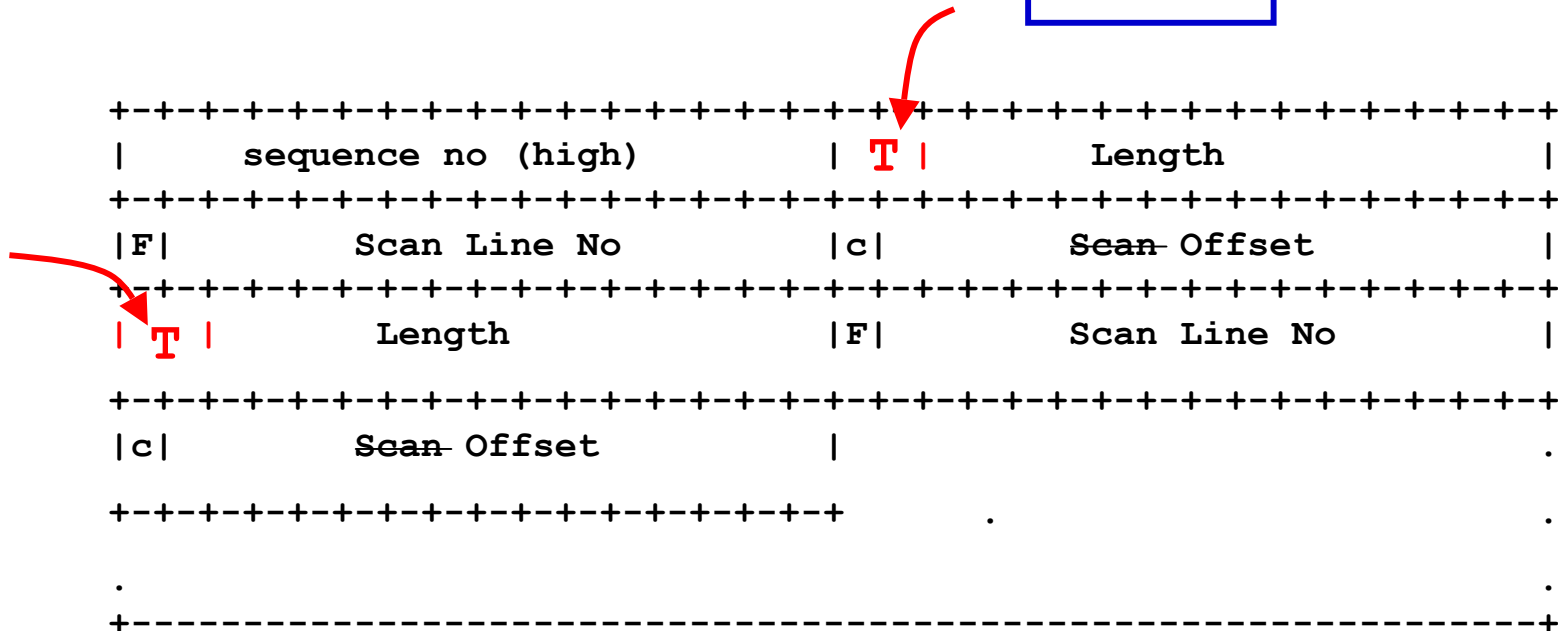 +-+-+-+-+-+-+-+-+-+-+-+-+-+-+-+-+-+-+-+-+-+-+-+-+-+-+-+-+-+-+-+-+
| sequence no (high) | T | Length |
+-+-+-+-+-+-+-+-+-+-+-+-+-+-+-+-+-+-+-+-+-+-+-+-+-+-+-+-+-+-+-+-+
|F| Scan Line No |c| Scan Offset |
+-+-+-+-+-+-+-+-+-+-+-+-+-+-+-+-+-+-+-+-+-+-+-+-+-+-+-+-+-+-+-+-+
| T | Length |F| Scan Line No |
+-+-+-+-+-+-+-+-+-+-+-+-+-+-+-+-+-+-+-+-+-+-+-+-+-+-+-+-+-+-+-+-+
|c| Scan Offset | .
+-+-+-+-+-+-+-+-+-+-+-+-+-+-+-+-+ . .
. .
+---------------------------------------------------------------+